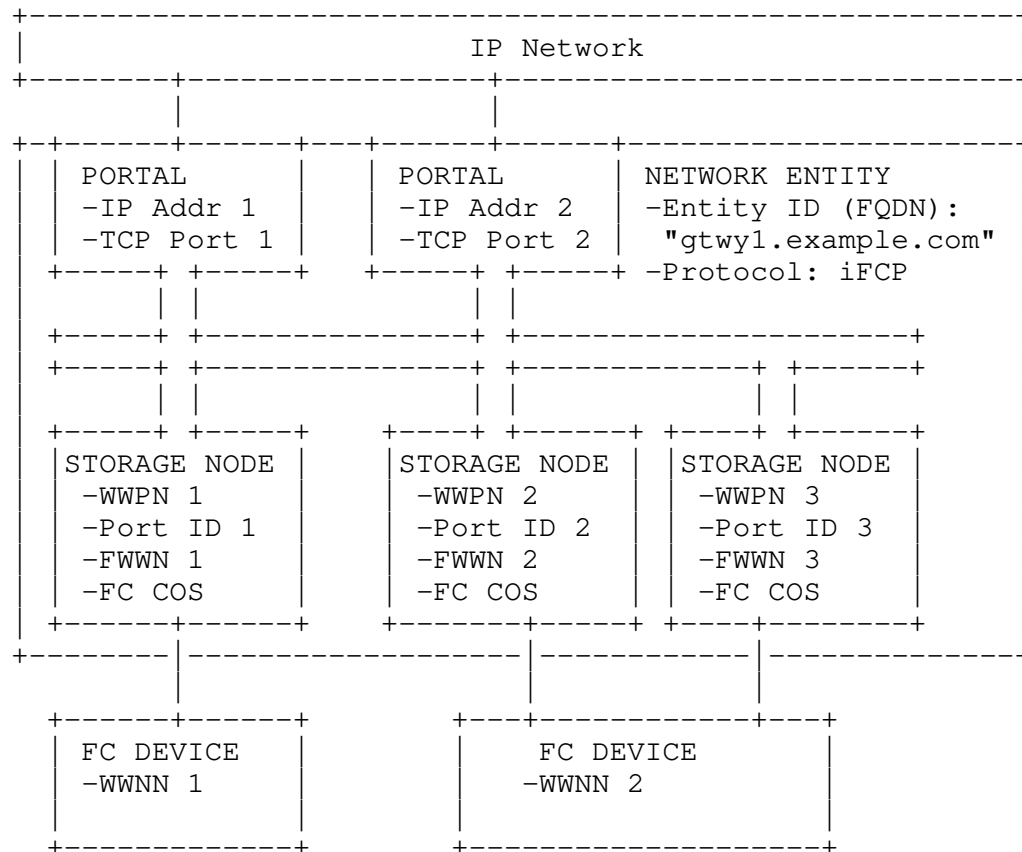 IP Network
PORTAL PORTAL NETWORK ENTITY
-IP Addr 1 -IP Addr 2 -Entity ID (FQDN):
-TCP Port 1 -TCP Port 2 "gtwy1.example.com"
-Protocol: iFCP
STORAGE NODE STORAGE NODE STORAGE NODE
-WWPN 1 -WWPN 2 -WWPN 3
-Port ID 1 -Port ID 2 -Port ID 3
-FWWN 1 -FWWN 2 -FWWN 3
-FC COS -FC COS -FC COS
FC DEVICE FC DEVICE
-WWNN 1 -WWNN 2